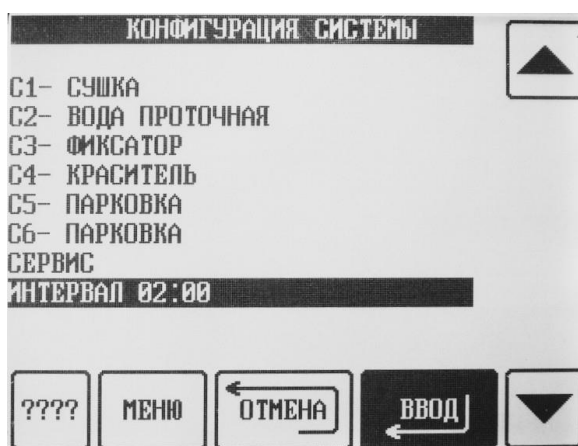 КОНФИГУРАЦИЯ СИСТЕМЫ
С1- СУШКА
С2- ВОДА ПРОТОЧНАЯ
С3- ФИКСАТОР
С4- КРАСИТЕЛЬ
С5- ПАРКОВКА
С6- ПАРКОВКА
СЕРВИС
ИНТЕРВАЛ 02:00
???? МЕНЮ ОТМЕНА ВВОД